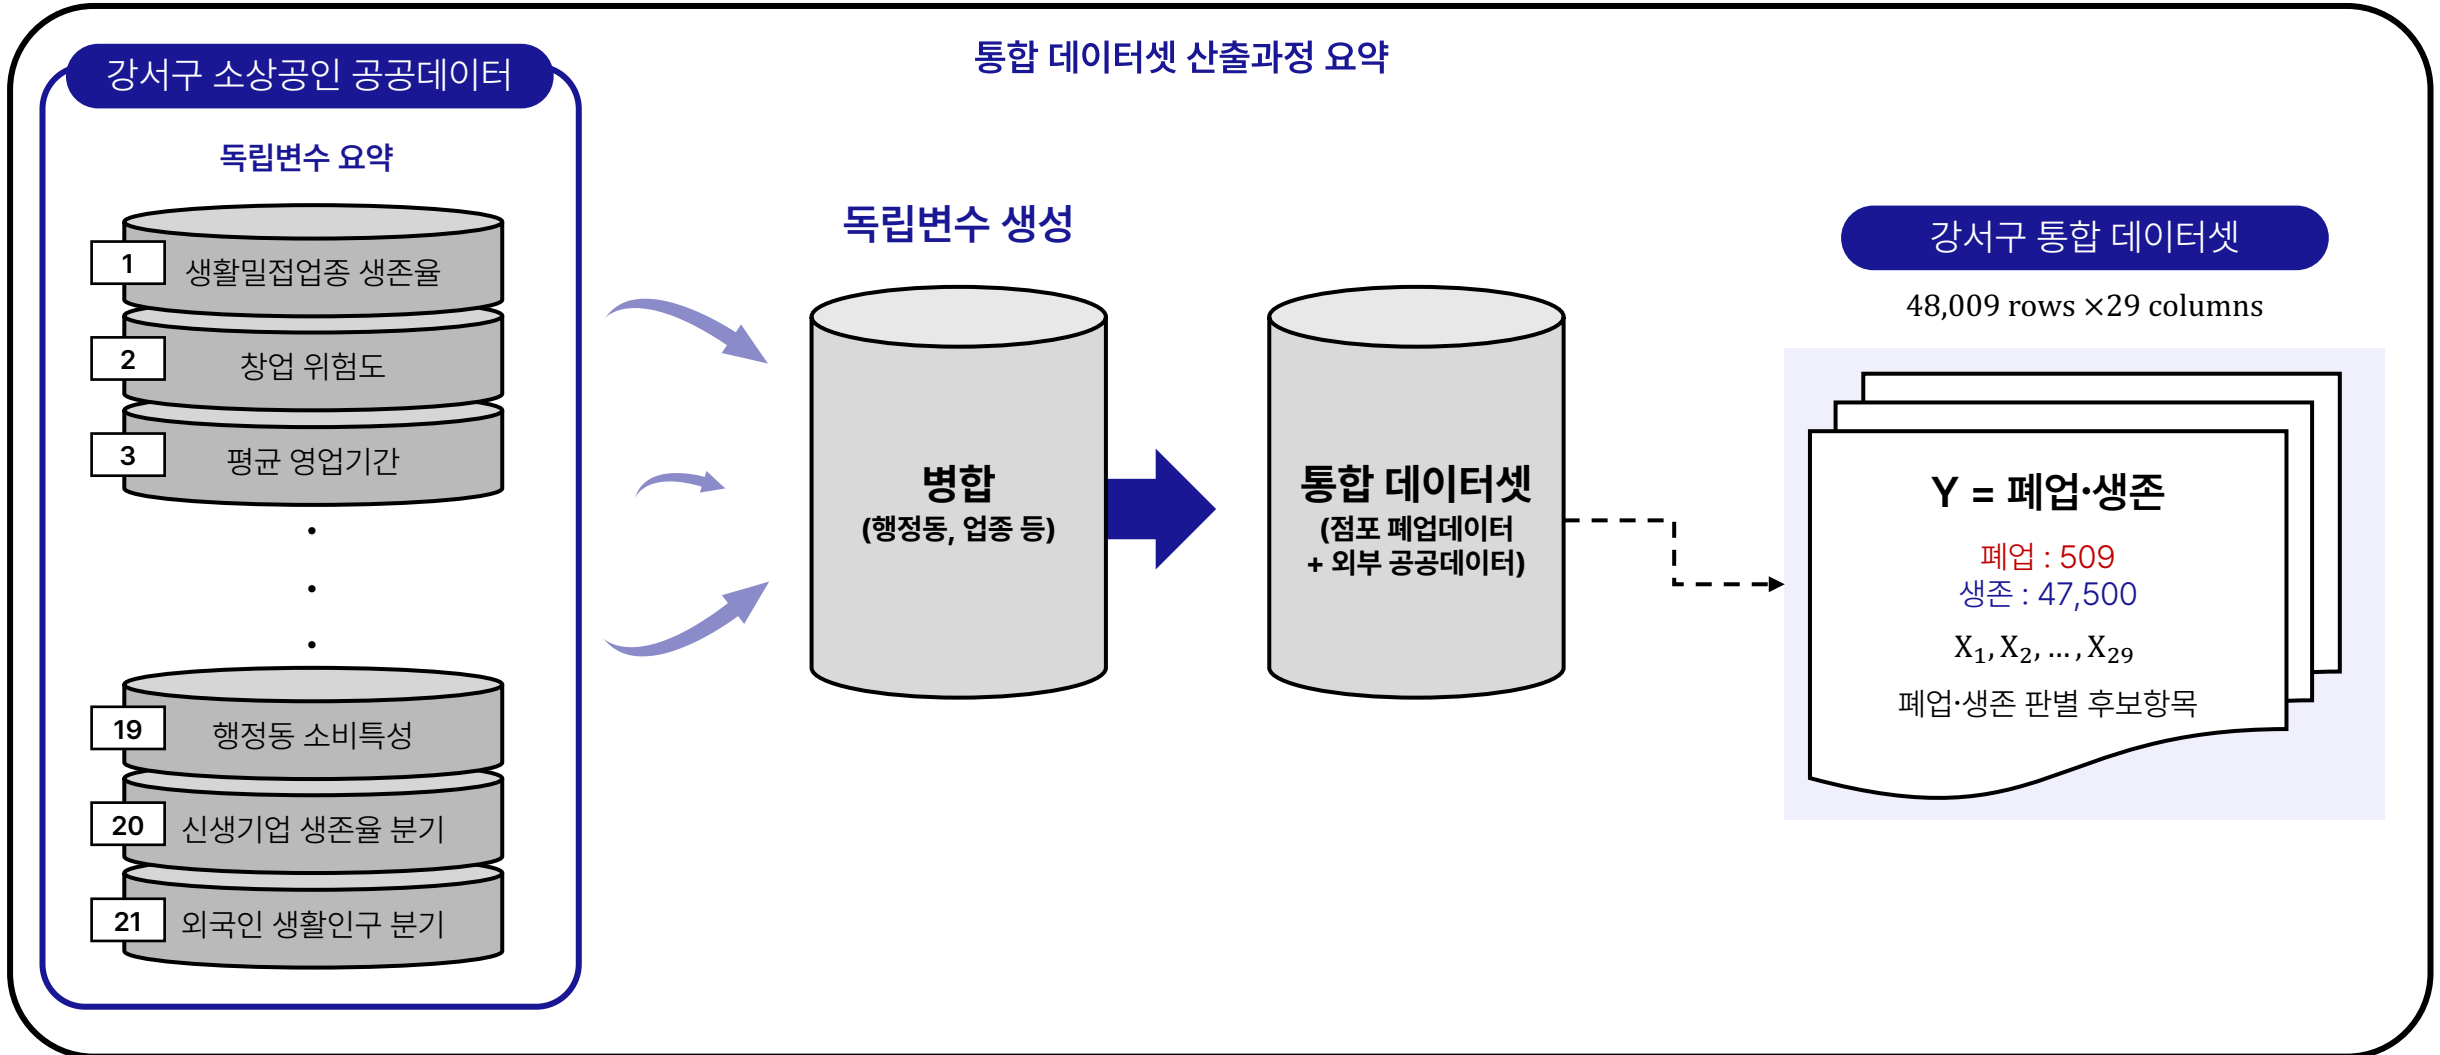 통합 데이터셋 산출과정 요약
강서구 소상공인 공공데이터
독립변수 요약
1
생활밀접업종 생존율
2
창업 위험도
3
평균 영업기간
.
.
.
19
행정동 소비특성
20
신생기업 생존율 분기
21
외국인 생활인구 분기
독립변수 생성
병합
(행정동, 업종 등)
통합 데이터셋
(점포 폐업데이터
+ 외부 공공데이터)
강서구 통합 데이터셋
48,009 rows ×29 columns
Y = 폐업·생존
폐업 : 509
생존 : 47,500
X₁, X₂, … , X₂₉
폐업·생존 판별 후보항목